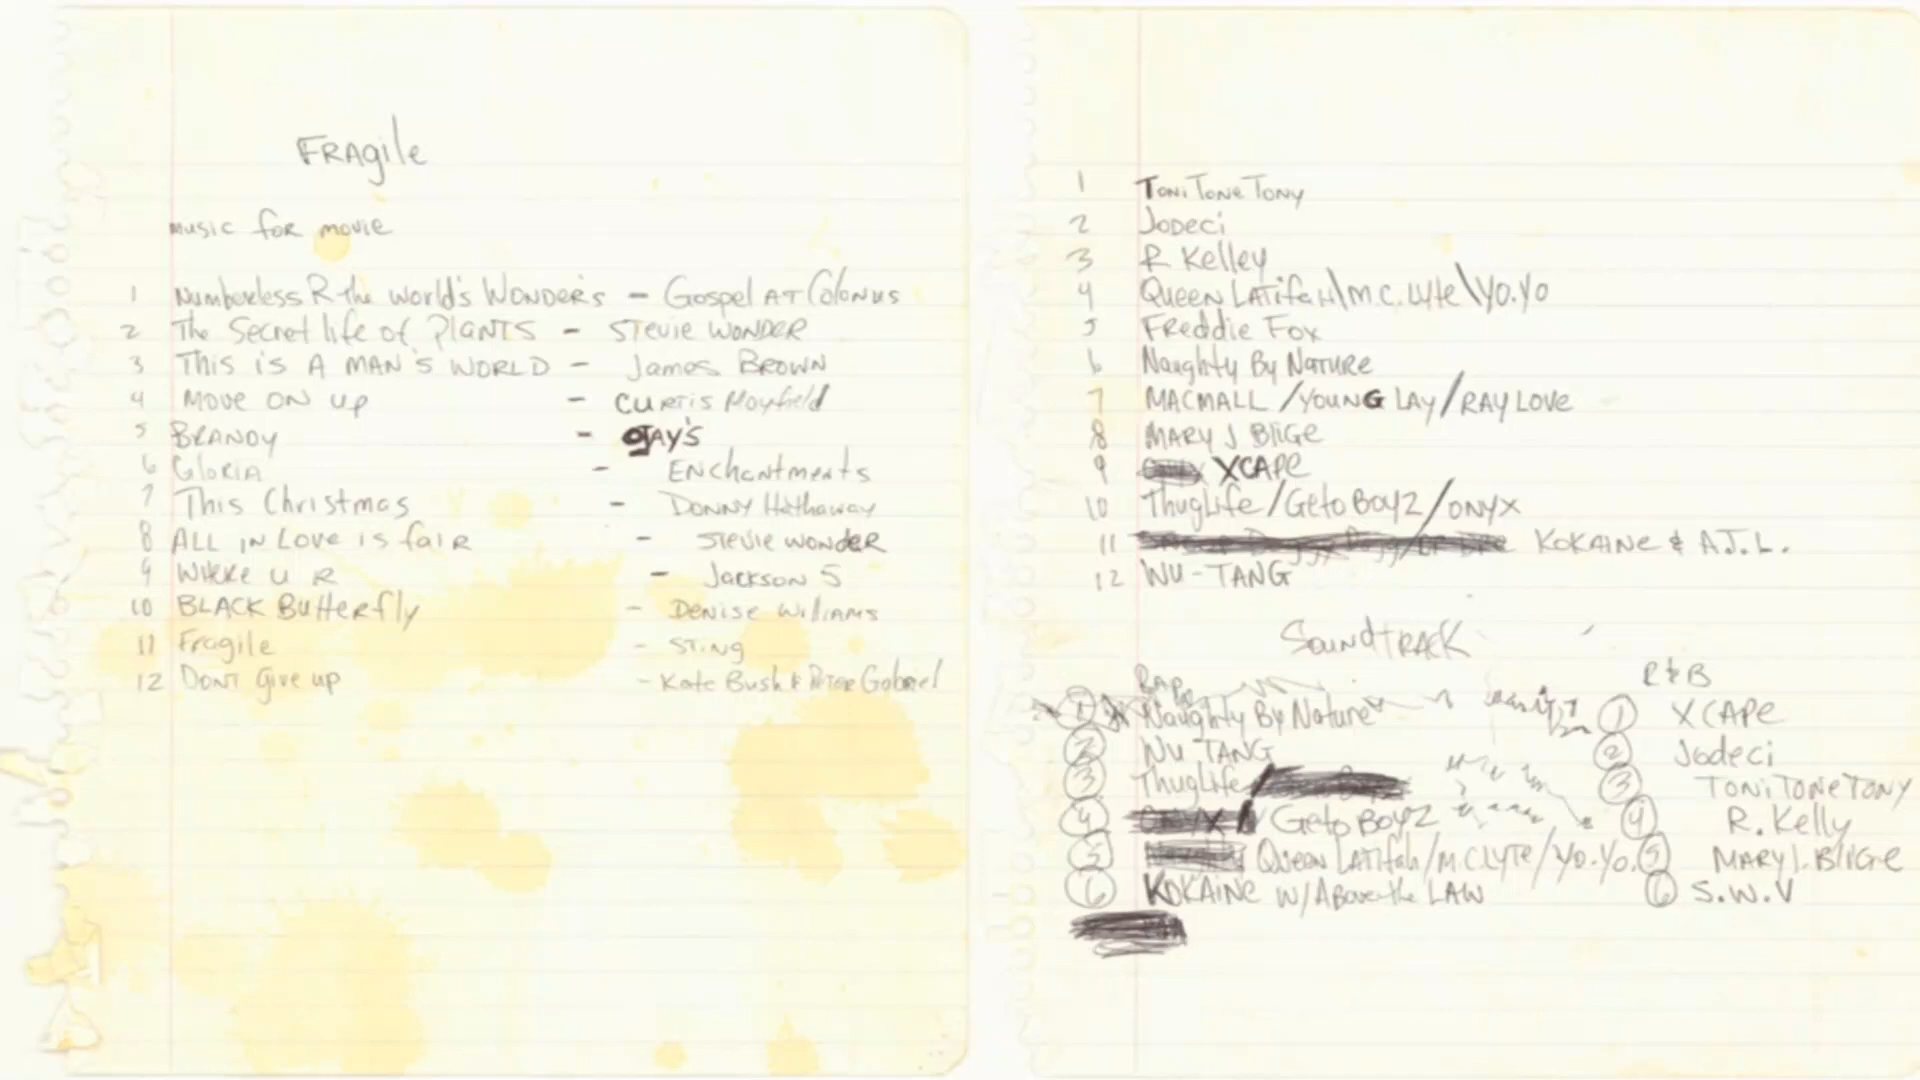 FRAgile
music for movie
1 Numberless R the world's WONDERS - Gospel AT Colonus
2 The Secret life of PLANTS - STEVIE WONDER
3 THIS IS A MAN'S WORLD - James BROWN
4 MOVE ON UP - CURTIS Mayfield
5 BRANDY - OJAY'S
6 GLORIA - ENchantments
7 This Christmas - DONNY Hathaway
8 ALL IN LOVE IS fAIR - STEVIE WONDER
9 WHERE U R - JACKSON 5
10 BLACK Butterfly - DENISE WilliAMS
11 Fragile - STING
12 DONT Give up - Kate Bush & PETER Gabriel
1 Toni Tone Tony
2 Jodeci
3 R Kelley
4 Queen LATifah\M.C. Lyte\YO.YO
5 Freddie Fox
6 Naughty By NATURE
7 MACMALL /YOUNG LAY/RAY LOVE
8 MARY J BliGE
9 XCAPE
10 ThugLife/Geto BOYZ/ONYX
11 KOKAINE & A.T.L.
12 WU-TANG
SOUNDTRACK
RAP
R&B
1 Naughty By Nature
2 WU TANG
3 ThugLife/
4 Geto BOYZ
5 Queen LATIFah/M.C.LYTE/YO.YO.
6 KOKAINE W/Above the LAW
1 XCAPE
2 Jodeci
3 TONI TONE TONY
4 R. Kelly
5 MARY J. BliGE
6 S.W.V